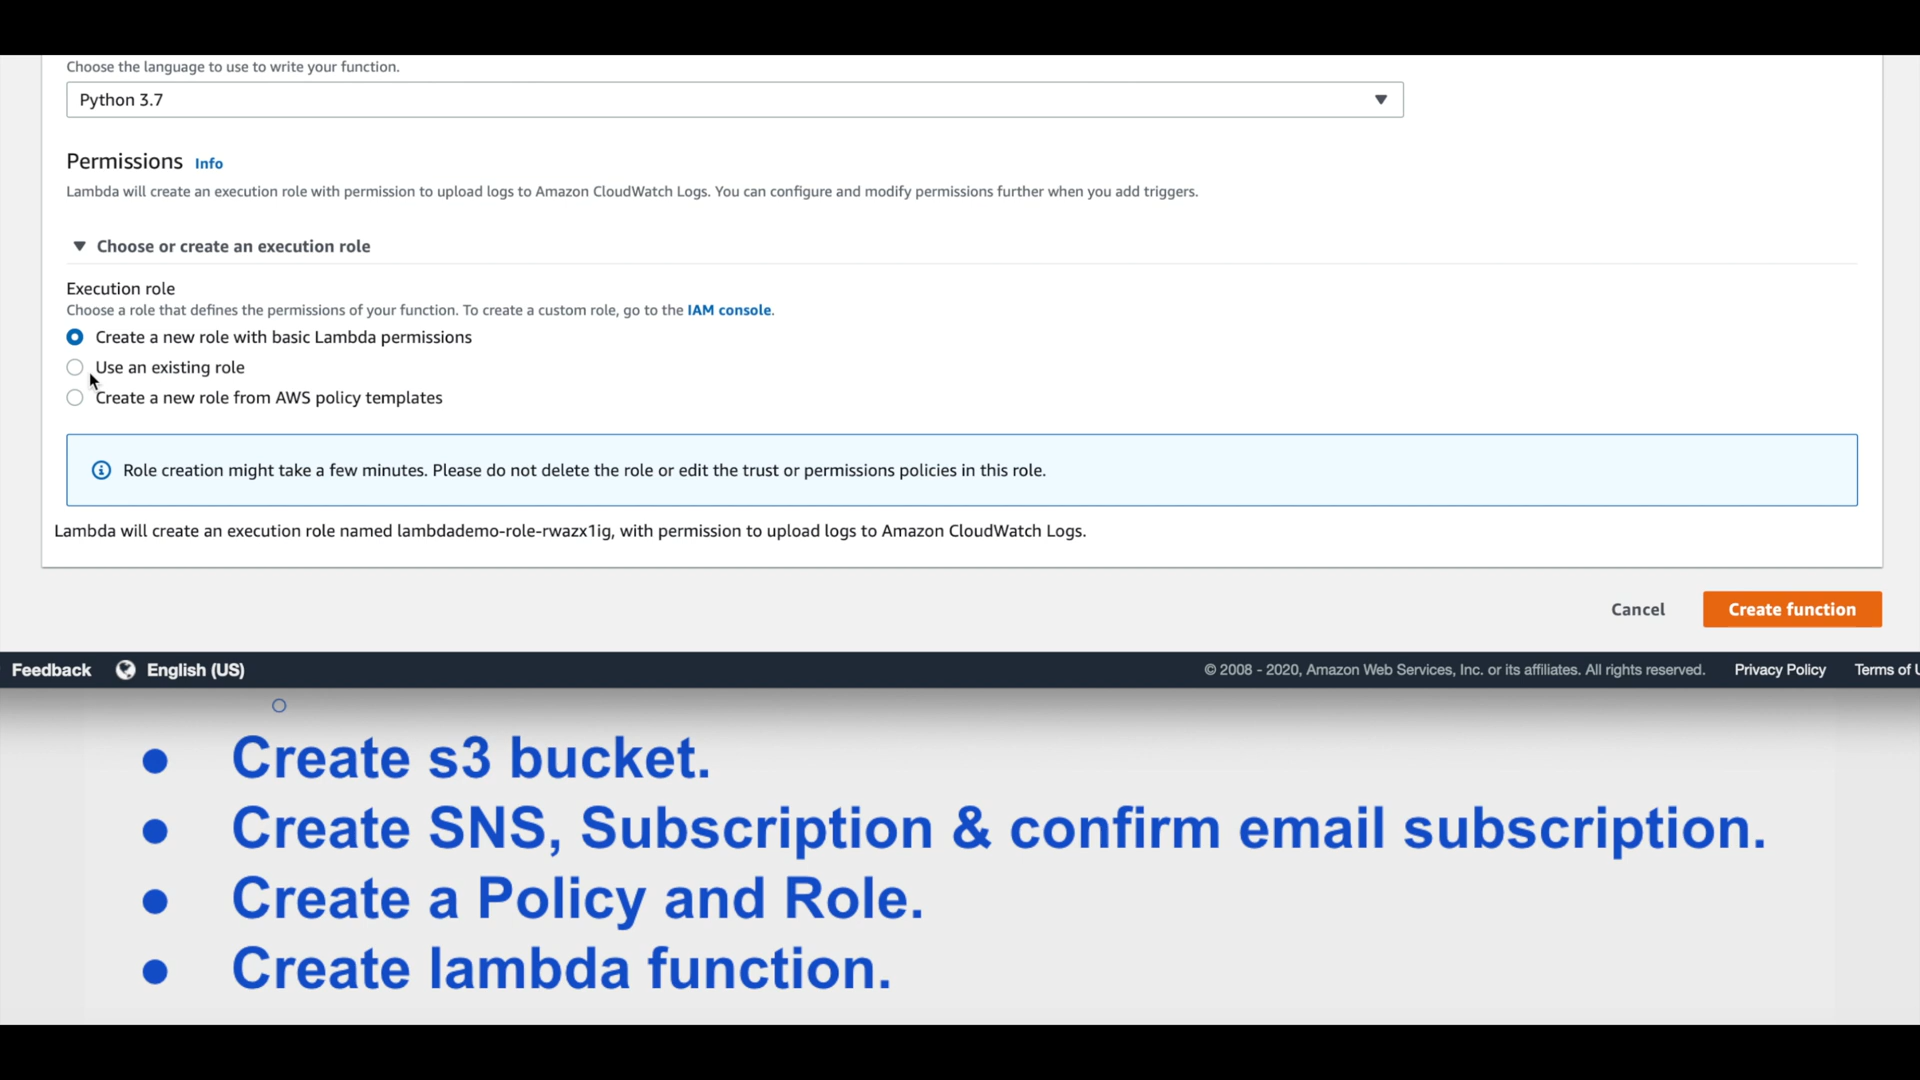 Choose the language to use to write your function.
Python 3.7
Permissions Info
Lambda will create an execution role with permission to upload logs to Amazon CloudWatch Logs. You can configure and modify permissions further when you add triggers.
Choose or create an execution role
Execution role
Choose a role that defines the permissions of your function. To create a custom role, go to the IAM console.
Create a new role with basic Lambda permissions
Use an existing role
Create a new role from AWS policy templates
Role creation might take a few minutes. Please do not delete the role or edit the trust or permissions policies in this role.
Lambda will create an execution role named lambdademo-role-rwazx1ig, with permission to upload logs to Amazon CloudWatch Logs.
Cancel Create function
Feedback English (US) © 2008 - 2020, Amazon Web Services, Inc. or its affiliates. All rights reserved. Privacy Policy Terms of
● Create s3 bucket.
● Create SNS, Subscription & confirm email subscription.
● Create a Policy and Role.
● Create lambda function.